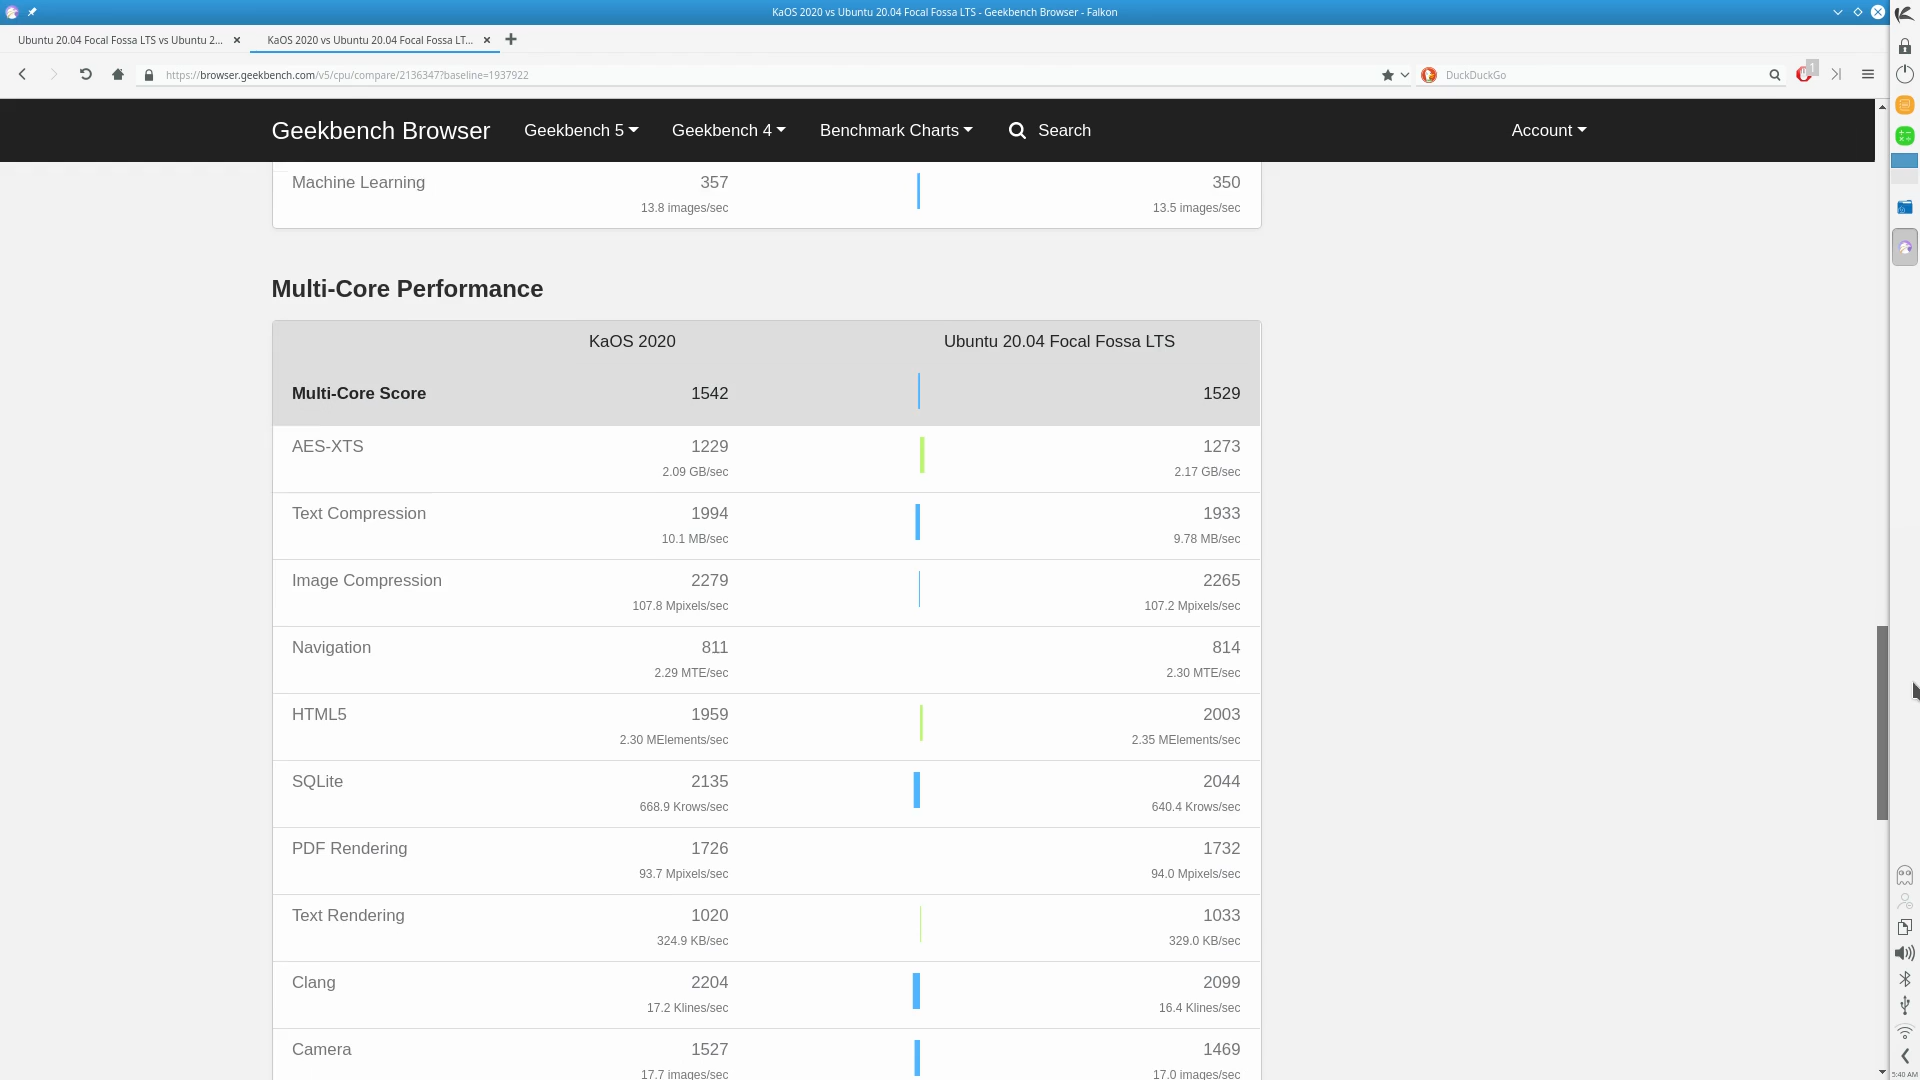 KaOS 2020 vs Ubuntu 20.04 Focal Fossa LTS - Geekbench Browser - Falkon
Ubuntu 20.04 Focal Fossa LTS vs Ubuntu 2...
KaOS 2020 vs Ubuntu 20.04 Focal Fossa LT...
https://browser.geekbench.com/v5/cpu/compare/2136347?baseline=1937922
DuckDuckGo
1
Geekbench Browser
Geekbench 5
Geekbench 4
Benchmark Charts
Search
Account
Machine Learning 357 350
13.8 images/sec 13.5 images/sec
Multi-Core Performance
KaOS 2020 Ubuntu 20.04 Focal Fossa LTS
Multi-Core Score 1542 1529
AES-XTS 1229 1273
2.09 GB/sec 2.17 GB/sec
Text Compression 1994 1933
10.1 MB/sec 9.78 MB/sec
Image Compression 2279 2265
107.8 Mpixels/sec 107.2 Mpixels/sec
Navigation 811 814
2.29 MTE/sec 2.30 MTE/sec
HTML5 1959 2003
2.30 MElements/sec 2.35 MElements/sec
SQLite 2135 2044
668.9 Krows/sec 640.4 Krows/sec
PDF Rendering 1726 1732
93.7 Mpixels/sec 94.0 Mpixels/sec
Text Rendering 1020 1033
324.9 KB/sec 329.0 KB/sec
Clang 2204 2099
17.2 Klines/sec 16.4 Klines/sec
Camera 1527 1469
17.7 images/sec 17.0 images/sec
5:40 AM